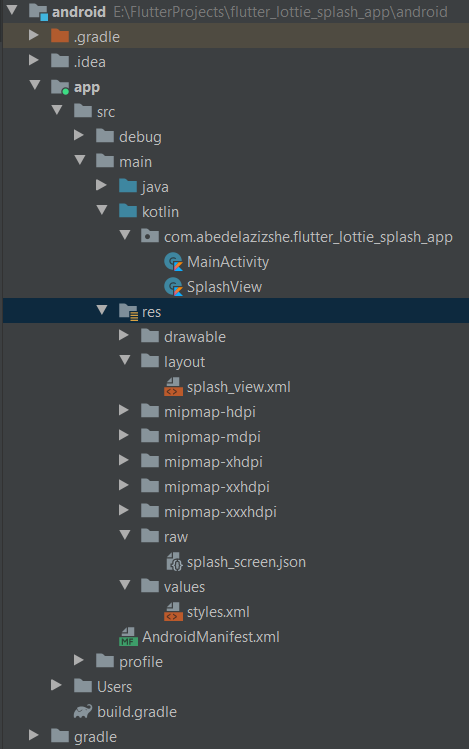 android E:\FlutterProjects\flutter_lottie_splash_app\android
.gradle
.idea
app
src
debug
main
java
kotlin
com.abedelazizshe.flutter_lottie_splash_app
MainActivity
SplashView
res
drawable
layout
splash_view.xml
mipmap-hdpi
mipmap-mdpi
mipmap-xhdpi
mipmap-xxhdpi
mipmap-xxxhdpi
raw
splash_screen.json
values
styles.xml
MF AndroidManifest.xml
profile
Users
build.gradle
gradle